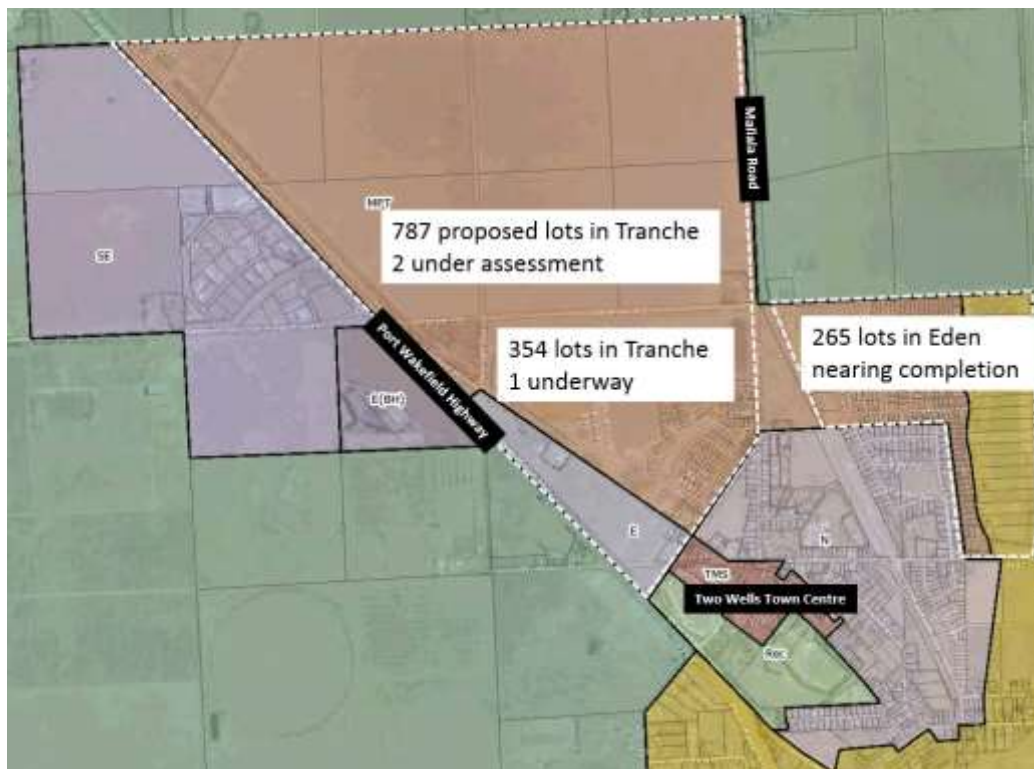 Mallala Road
MPT
787 proposed lots in Tranche
2 under assessment
SE
Port Wakefield Highway
354 lots in Tranche
1 underway
265 lots in Eden
nearing completion
E(BH)
E
N
TMS
Two Wells Town Centre
Rec